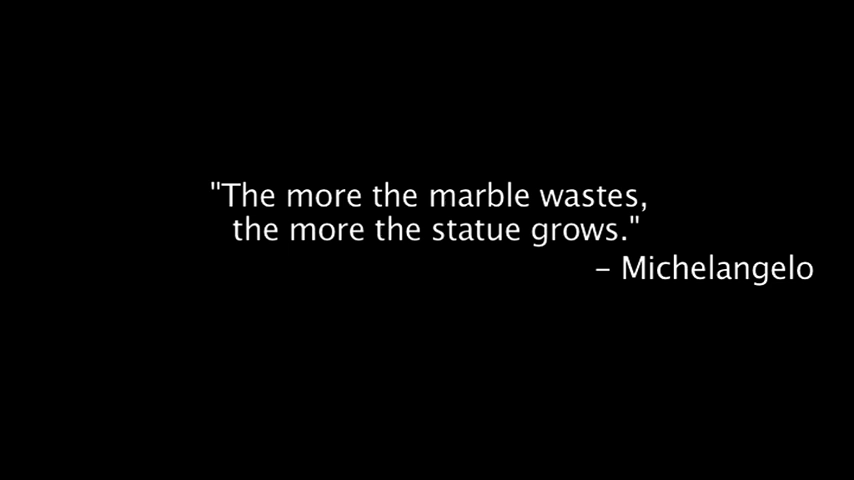 "The more the marble wastes,
the more the statue grows."
– Michelangelo